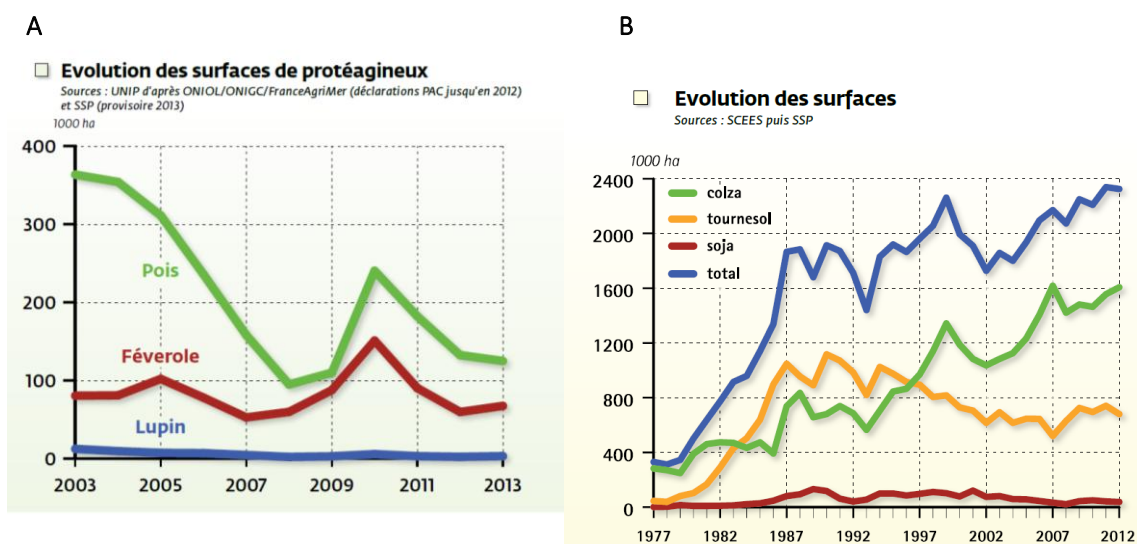 A
Evolution des surfaces de protéagineux
Sources : UNIP d'après ONIOL/ONIGC/FranceAgriMer (déclarations PAC jusqu'en 2012)
et SSP (provisoire 2013)
1000 ha
400
300
200
100
0
Pois
Féverole
Lupin
2003 2005 2007 2009 2011 2013
B
Evolution des surfaces
Sources : SCEES puis SSP
1000 ha
2400
2000
1600
1200
800
400
0
colza
tournesol
soja
total
1977 1982 1987 1992 1997 2002 2007 2012